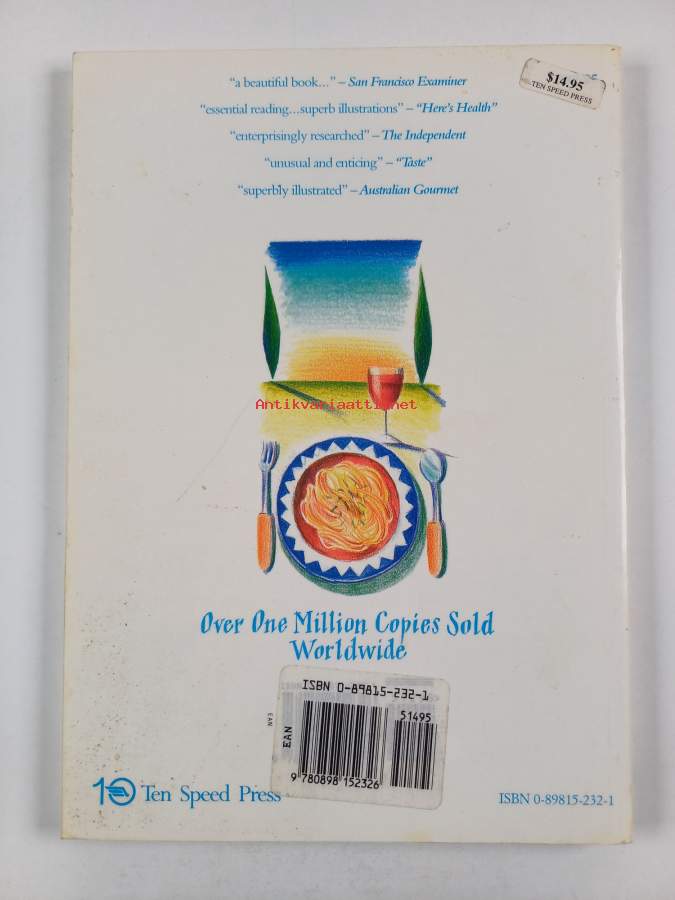 “a beautiful book...” – San Francisco Examiner
$14.95
TEN SPEED PRESS
“essential reading...superb illustrations” – “Here’s Health”
“enterprisingly researched” – The Independent
“unusual and enticing” – “Taste”
“superbly illustrated” – Australian Gourmet
Antikvariaatti.net
Over One Million Copies Sold
Worldwide
ISBN 0-89815-232-1
51495
EAN
EAN
9 780898 152326
10 Ten Speed Press
ISBN 0-89815-232-1